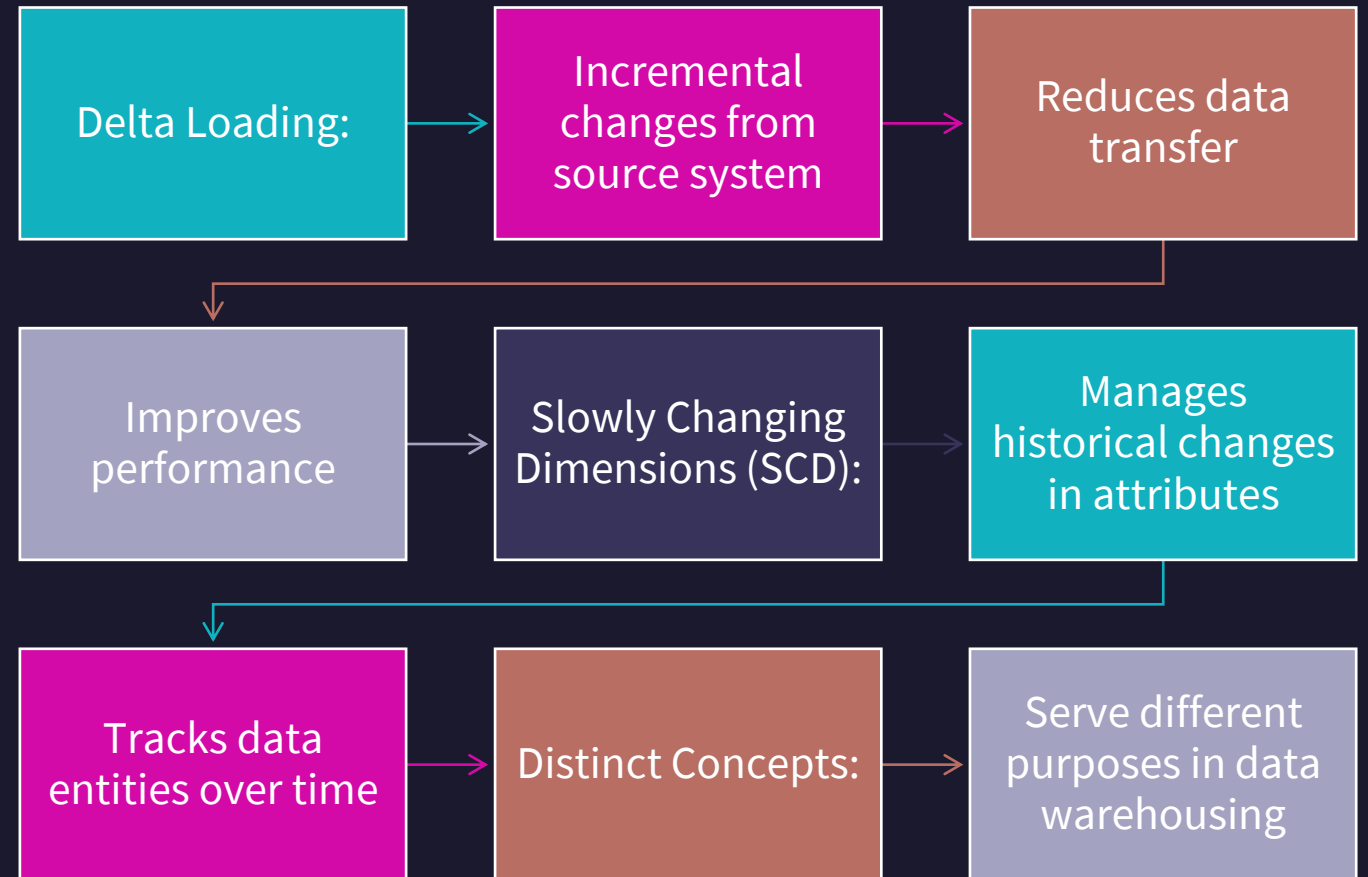 Delta Loading:
Incremental
changes from
source system
Reduces data
transfer
Improves
performance
Slowly Changing
Dimensions (SCD):
Manages
historical changes
in attributes
Tracks data
entities over time
Distinct Concepts:
Serve different
purposes in data
warehousing